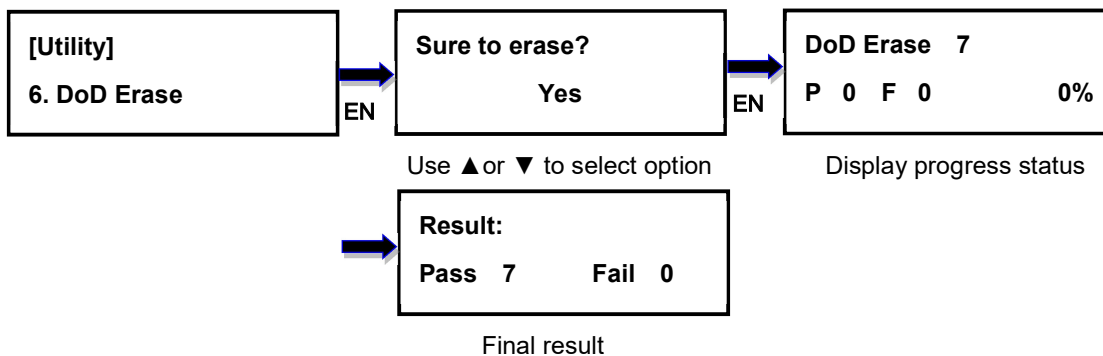 [Utility]
6. DoD Erase
EN
Sure to erase?
Yes
Use ▲or ▼ to select option
EN
DoD Erase 7
P 0 F 0 0%
Display progress status
Result:
Pass 7 Fail 0
Final result